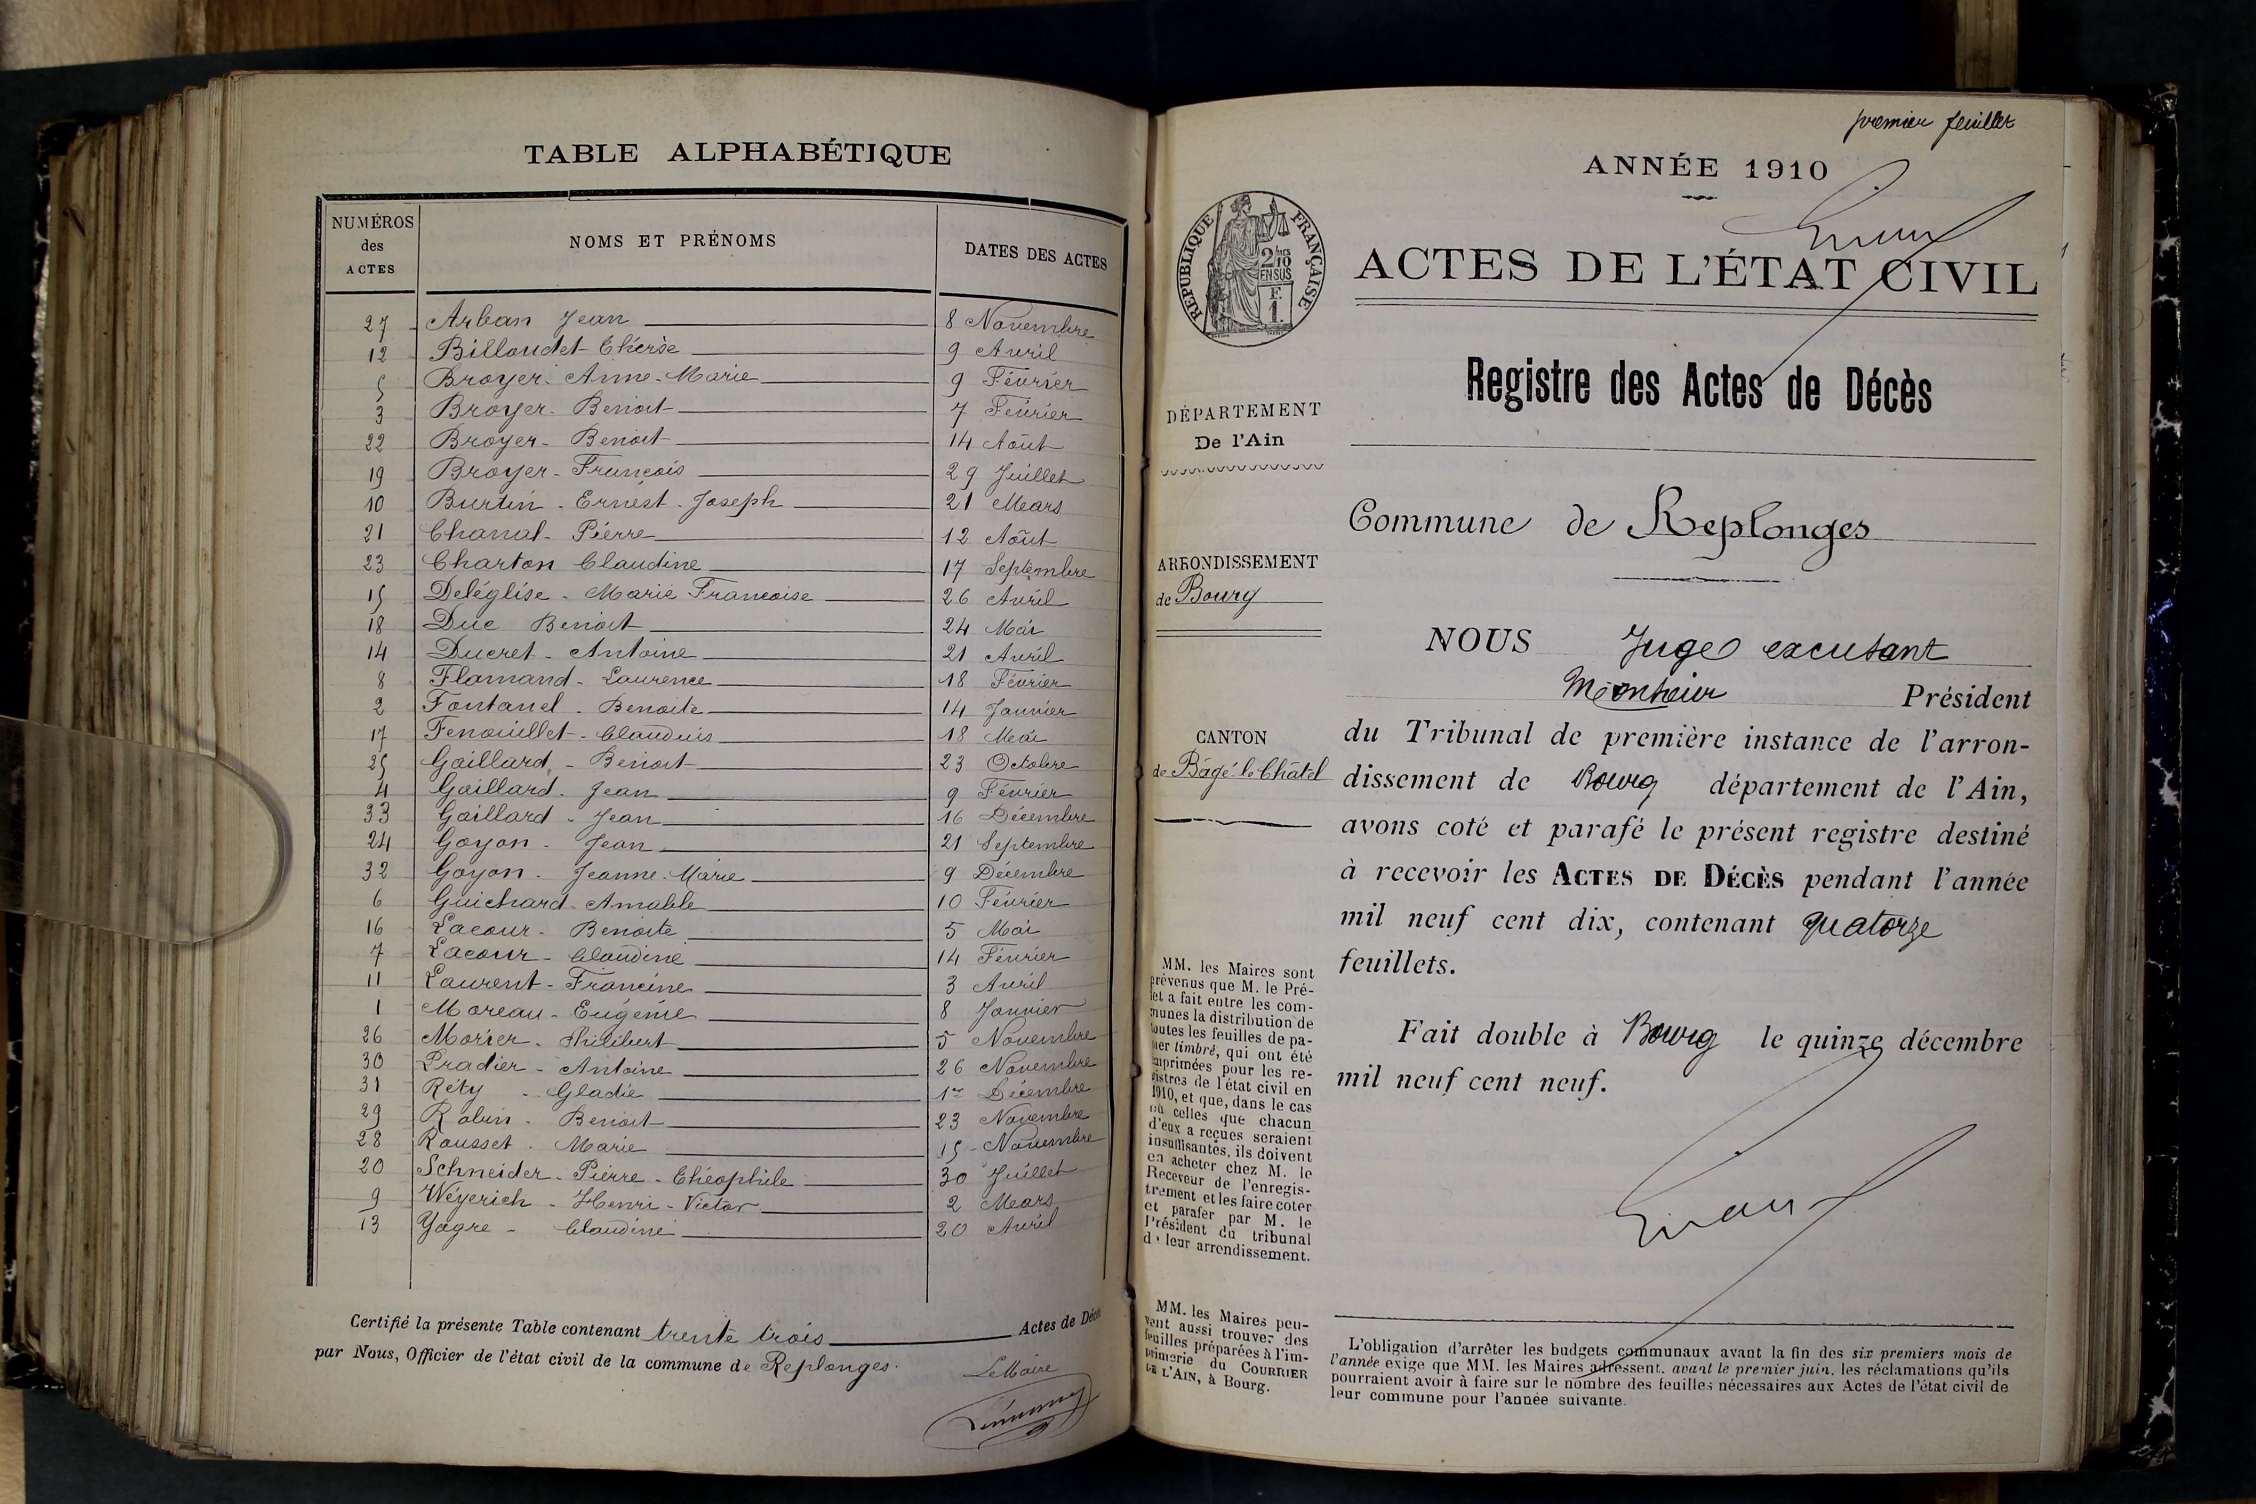 TABLE ALPHABÉTIQUE
NUMÉROS des ACTES NOMS ET PRÉNOMS DATES DES ACTES
27 Arban Jean 8 Novembre
12 Billoudet Thérèse 9 Avril
5 Broyer Anne-Marie 9 Février
3 Broyer Benoit 7 Février
22 Broyer Benoit 14 Août
19 Broyer François 29 Juillet
10 Burtin Ernest Joseph 21 Mars
21 Chanal Pierre 12 Août
23 Charton Claudine 17 Septembre
15 Deléglise Marie Françoise 26 Avril
18 Duc Benoit 24 Mai
14 Ducret Antoine 21 Avril
8 Flamand Laurence 18 Février
2 Fontanel Benoite 14 Janvier
17 Fenouillet Claudius 18 Mai
25 Gaillard Benoit 23 Octobre
4 Gaillard Jean 9 Février
33 Gaillard Jean 16 Décembre
24 Goyon Jean 21 Septembre
32 Goyon Jeanne-Marie 9 Décembre
6 Guichard Amable 10 Février
16 Lacour Benoite 5 Mai
7 Lacour Claudine 14 Février
11 Laurent Francine 3 Avril
1 Moreau Eugénie 8 Janvier
26 Morier Philibert 5 Novembre
30 Pradier Antoine 26 Novembre
31 Réty Gladie 1er Décembre
29 Robin Benoit 23 Novembre
28 Rousset Marie 15 Novembre
20 Schneider Pierre Théophile 30 Juillet
9 Weyerich Henri-Victor 2 Mars
13 Yagre Claudine 20 Avril
Certifié la présente Table contenant trente trois Actes de Décès
par Nous, Officier de l'état civil de la commune de Replonges.
Le Maire
premier feuillet
ANNÉE 1910
RÉPUBLIQUE FRANÇAISE
2/10 EN SUS
F. 1.
ACTES DE L'ÉTAT CIVIL
Registre des Actes de Décès
DÉPARTEMENT
De l'Ain
Commune de Replonges
ARRONDISSEMENT
de Bourg
CANTON
de Bâgé-le-Châtel
NOUS Juge
Président
du Tribunal de première instance de l'arron-
dissement de Bourg département de l'Ain,
avons coté et parafé le présent registre destiné
à recevoir les ACTES DE DÉCÈS pendant l'année
mil neuf cent dix, contenant quatorze
feuillets.
Fait double à Bourg le quinze décembre
mil neuf cent neuf.
MM. les Maires sont
prévenus que M. le Pré-
fet a fait entre les com-
munes la distribution de
toutes les feuilles de pa-
pier timbré, qui ont été
imprimées pour les re-
gistres de l'état civil en
1910, et que, dans le cas
où celles que chacun
d'eux a reçues seraient
insuffisantes, ils doivent
en acheter chez M. le
Receveur de l'enregis-
trement et les faire coter
et parafer par M. le
Président du tribunal
de leur arrondissement.
MM. les Maires peu-
vent aussi trouver des
feuilles préparées à l'im-
primerie du COURRIER
DE L'AIN, à Bourg.
L'obligation d'arrêter les budgets communaux avant la fin des six premiers mois de
l'année exige que MM. les Maires adressent, avant le premier juin, les réclamations qu'ils
pourraient avoir à faire sur le nombre des feuilles nécessaires aux Actes de l'état civil de
leur commune pour l'année suivante.